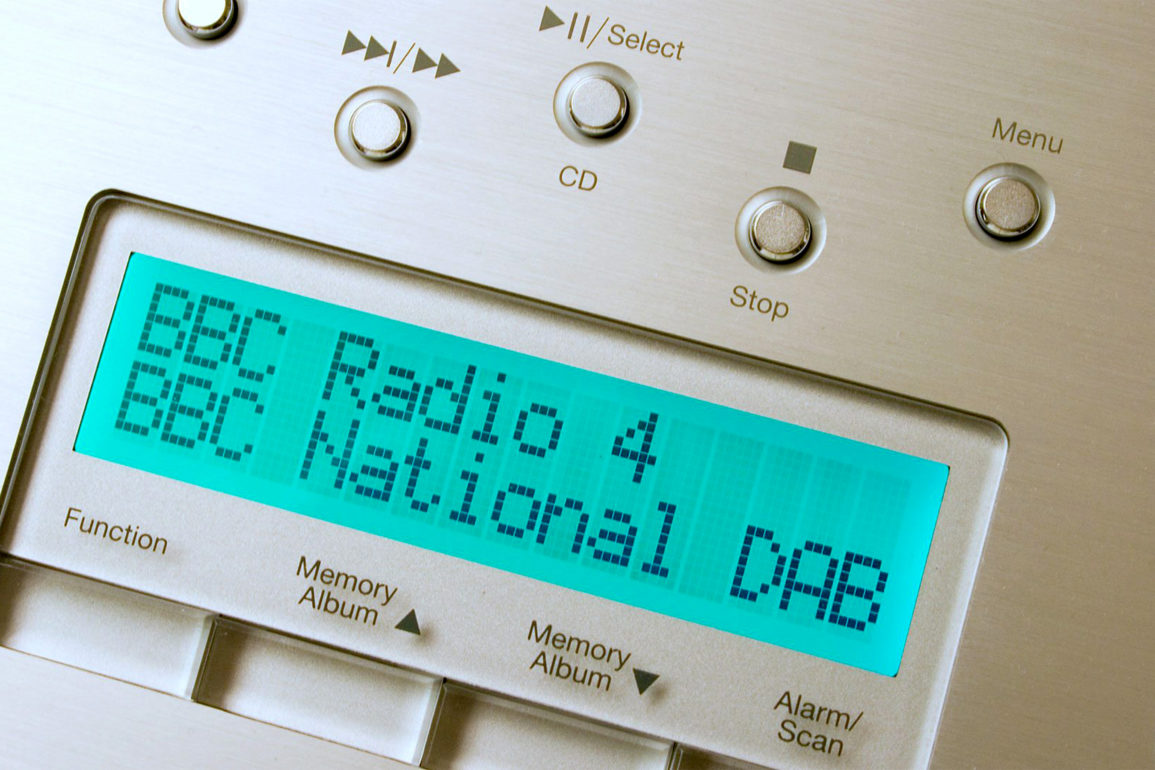 ▶▶I/▶▶
▶II/Select
CD
■
Stop
Menu
BBC Radio 4
BBC National DAB
Function
Memory
Album ▲
Memory
Album ▼
Alarm/
Scan